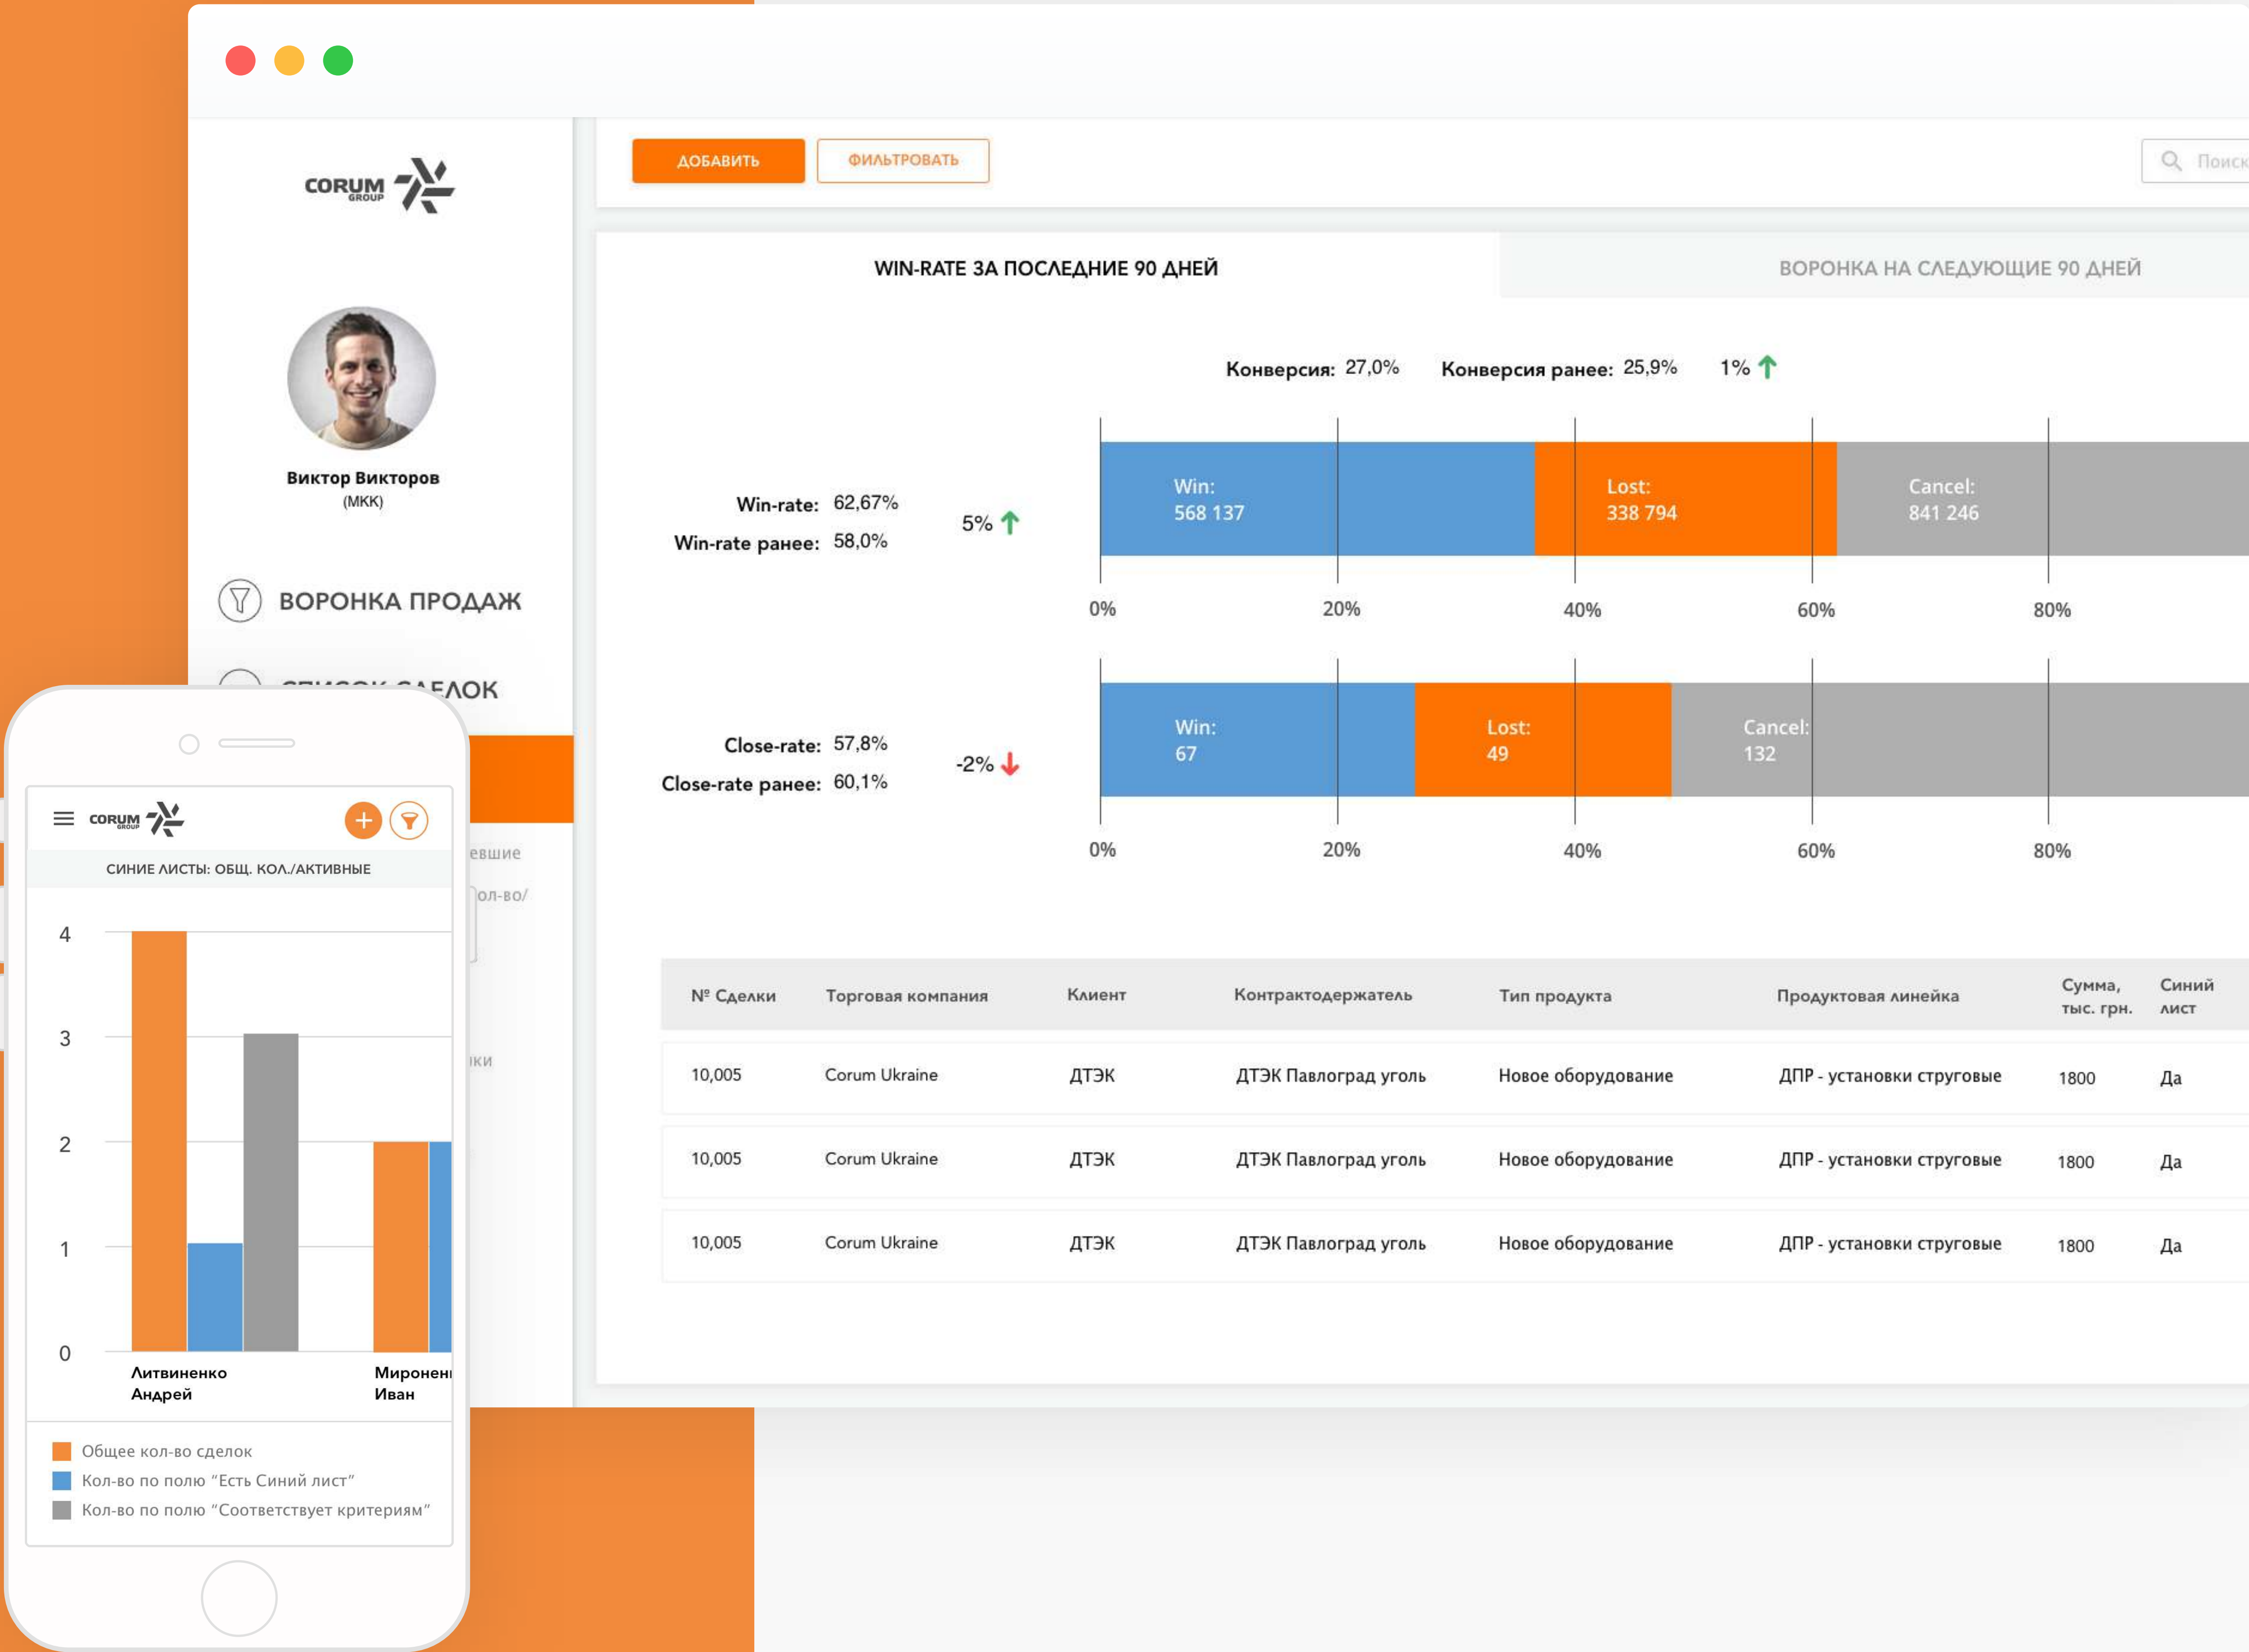 CORUM
GROUP
Виктор Викторов
(МКК)
ВОРОНКА ПРОДАЖ
СПИСОК СДЕЛОК
ДОБАВИТЬ
ФИЛЬТРОВАТЬ
Поиск
WIN-RATE ЗА ПОСЛЕДНИЕ 90 ДНЕЙ
ВОРОНКА НА СЛЕДУЮЩИЕ 90 ДНЕЙ
Конверсия: 27,0% Конверсия ранее: 25,9% 1%
Win-rate: 62,67%
Win-rate ранее: 58,0%
5%
Win:
568 137
Lost:
338 794
Cancel:
841 246
0% 20% 40% 60% 80%
Close-rate: 57,8%
Close-rate ранее: 60,1%
-2%
Win:
67
Lost:
49
Cancel:
132
0% 20% 40% 60% 80%
№ Сделки
Торговая компания
Клиент
Контрактодержатель
Тип продукта
Продуктовая линейка
Сумма,
тыс. грн.
Синий
лист
10,005 Corum Ukraine ДТЭК ДТЭК Павлоград уголь Новое оборудование ДПР - установки струговые 1800 Да
10,005 Corum Ukraine ДТЭК ДТЭК Павлоград уголь Новое оборудование ДПР - установки струговые 1800 Да
10,005 Corum Ukraine ДТЭК ДТЭК Павлоград уголь Новое оборудование ДПР - установки струговые 1800 Да
CORUM
GROUP
СИНИЕ ЛИСТЫ: ОБЩ. КОЛ./АКТИВНЫЕ
4
3
2
1
0
Литвиненко
Андрей
Иван
Общее кол-во сделок
Кол-во по полю “Есть Синий лист”
Кол-во по полю “Соответствует критериям”